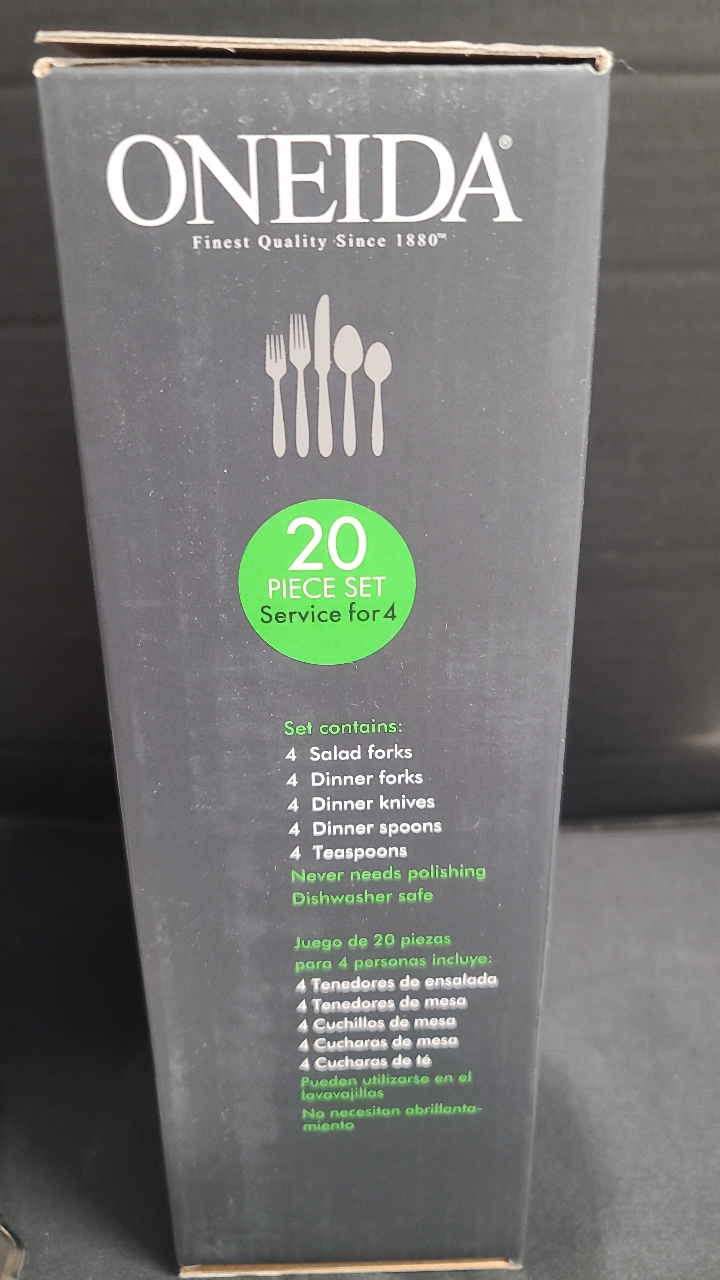 ONEIDA®
Finest Quality Since 1880™
20
PIECE SET
Service for 4
Set contains:
4 Salad forks
4 Dinner forks
4 Dinner knives
4 Dinner spoons
4 Teaspoons
Never needs polishing
Dishwasher safe
Juego de 20 piezas
para 4 personas incluye:
4 Tenedores de ensalada
4 Tenedores de mesa
4 Cuchillos de mesa
4 Cucharas de mesa
4 Cucharas de té
Pueden utilizarse en el
lavavajillas
No necesitan abrillanta-
miento